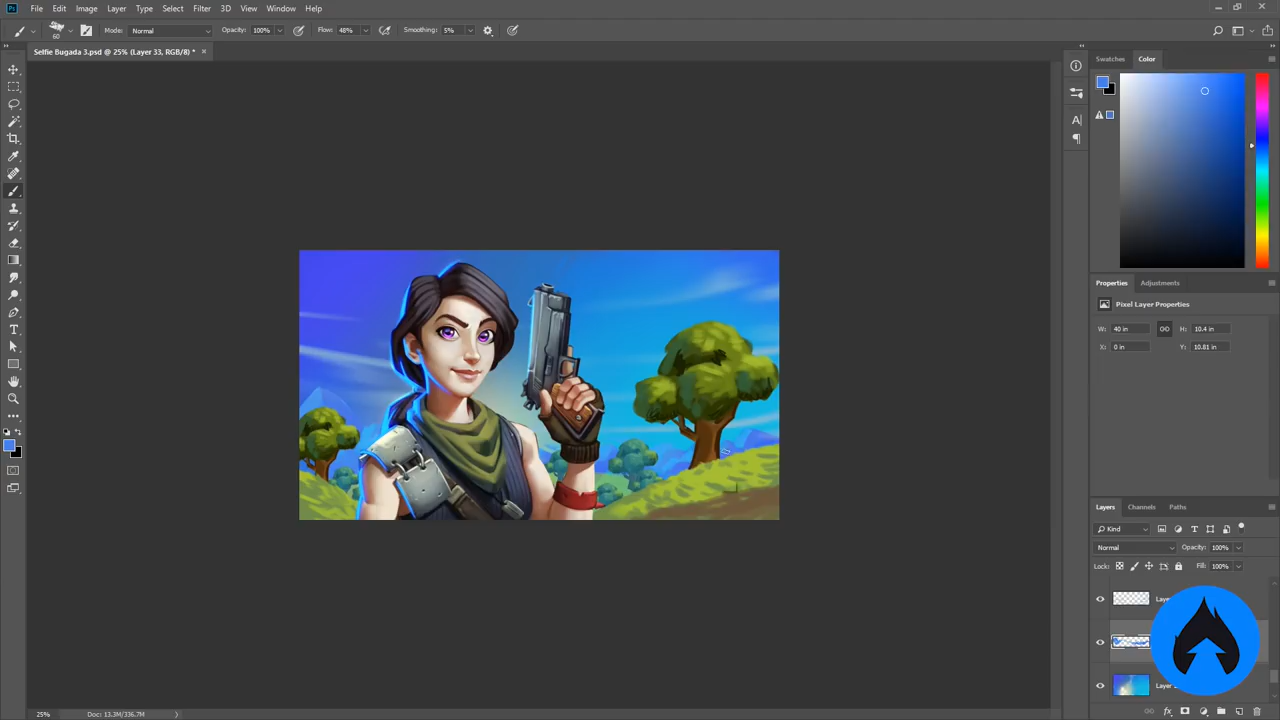 Ps File Edit Image Layer Type Select Filter 3D View Window Help
60 Mode: Normal Opacity: 100% Flow: 48% Smoothing: 5%
Selfie Bugada 3.psd @ 25% (Layer 33, RGB/8) * ×
Swatches Color
Properties Adjustments
Pixel Layer Properties
W: 40 in H: 10.4 in
X: 0 in Y: 10.81 in
Layers Channels Paths
Kind
Normal Opacity: 100%
Lock: Fill: 100%
25% Doc: 13.3M/336.7M